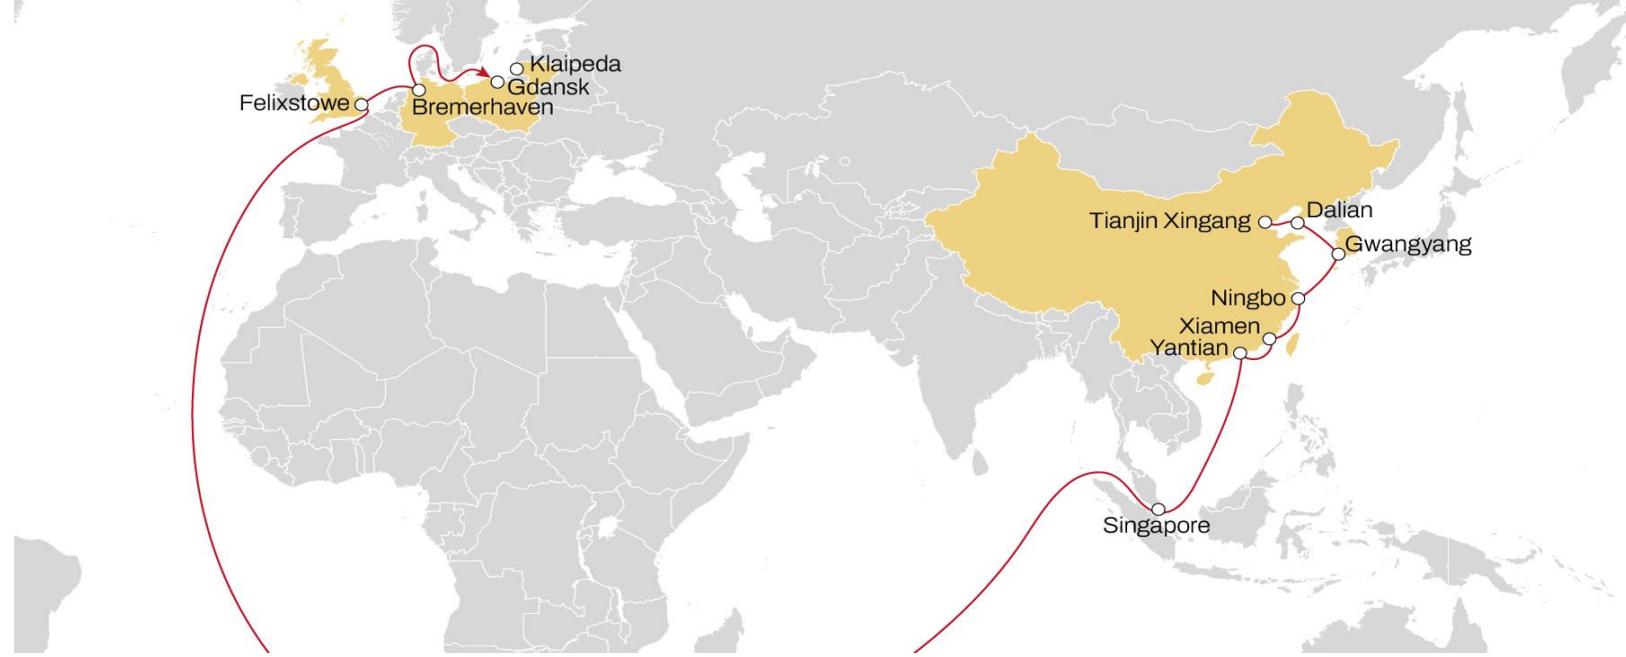 Klaipeda
Gdansk
Felixstowe
Bremerhaven
Dalian
Tianjin Xingang
Gwangyang
Ningbo
Xiamen
Yantian
Singapore